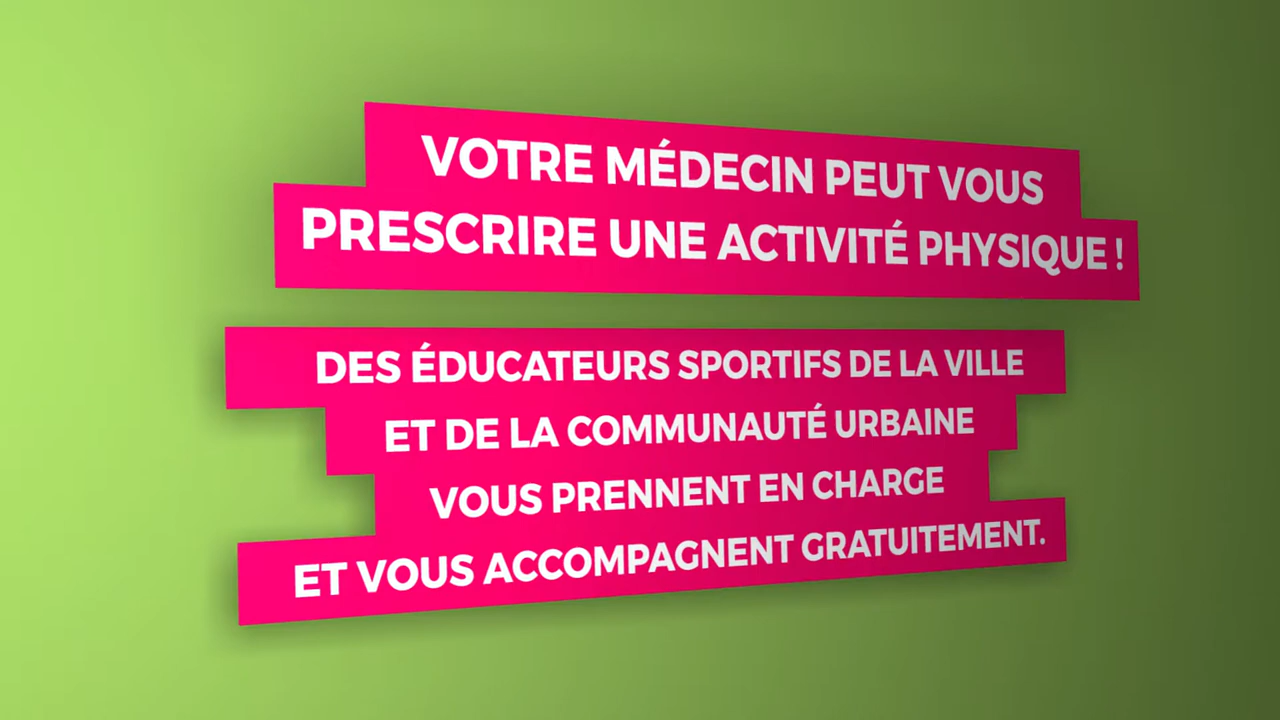 VOTRE MÉDECIN PEUT VOUS
PRESCRIRE UNE ACTIVITÉ PHYSIQUE !
DES ÉDUCATEURS SPORTIFS DE LA VILLE
ET DE LA COMMUNAUTÉ URBAINE
VOUS PRENNENT EN CHARGE
ET VOUS ACCOMPAGNENT GRATUITEMENT.